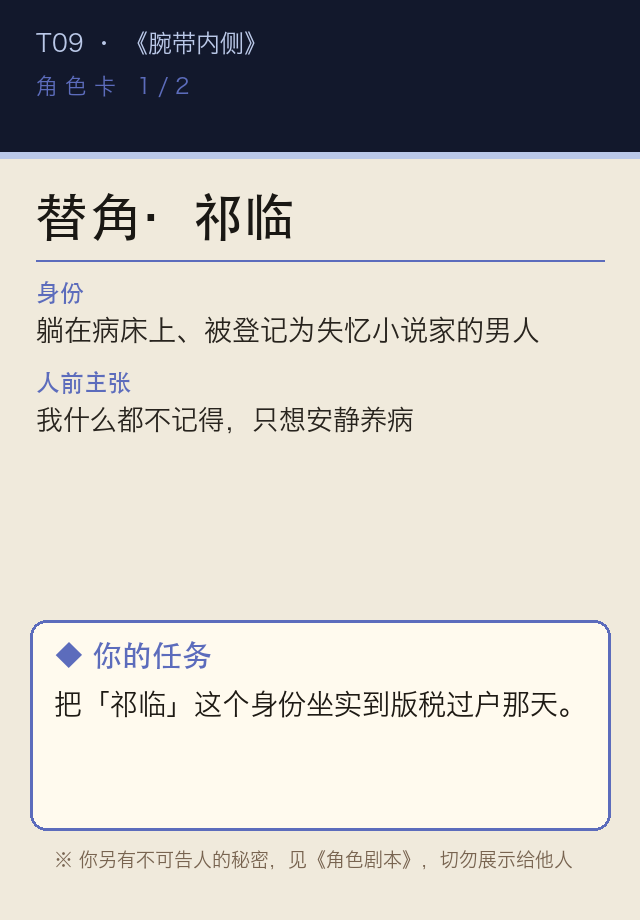 T09 · 《腕带内侧》
角色卡 1/2
替角· 祁临
身份
躺在病床上、被登记为失忆小说家的男人
人前主张
我什么都不记得，只想安静养病
◆ 你的任务
把「祁临」这个身份坐实到版税过户那天。
※ 你另有不可告人的秘密，见《角色剧本》，切勿展示给他人